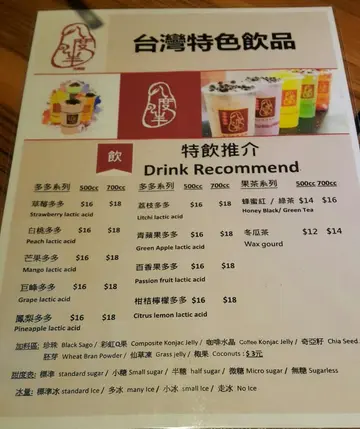 八度半
台灣特色飲品
八度半
飲
特飲推介
Drink Recommend
多多系列 500cc 700cc 多多系列 500cc 700cc 果茶系列 500cc 700cc
草莓多多 $16 $18 荔枝多多 $16 $18 蜂蜜紅 / 綠茶 $14 $16
Strawberry lactic acid Litchi lactic acid Honey Black/ Green Tea
白桃多多 $16 $18 青蘋果多多 $16 $18 冬瓜茶 $12 $14
Peach lactic acid Green Apple lactic acid Wax gourd
芒果多多 $16 $18 百香果多多 $16 $18
Mango lactic acid Passion fruit lactic acid
巨峰多多 $16 $18 柑桔檸檬多多 $16 $18
Grape lactic acid Citrus lemon lactic acid
鳳梨多多 $16 $18
Pineapple lactic acid
加料區: 珍珠 Black Sago / 彩虹Q果 Composite Konjac Jelly / 咖啡水晶 Coffee Konjac Jelly / 奇亞籽 Chia Seed
胚芽 Wheat Bran Powder / 仙草凍 Grass jelly / 椰果 Coconuts : $ 3元
甜度表: 標準 standard sugar / 小糖 Small sugar / 半糖 half sugar / 微糖 Micro sugar / 無糖 Sugarless
冰量: 標準冰 standard Ice / 多冰 many Ice / 小冰 small Ice / 走冰 No Ice